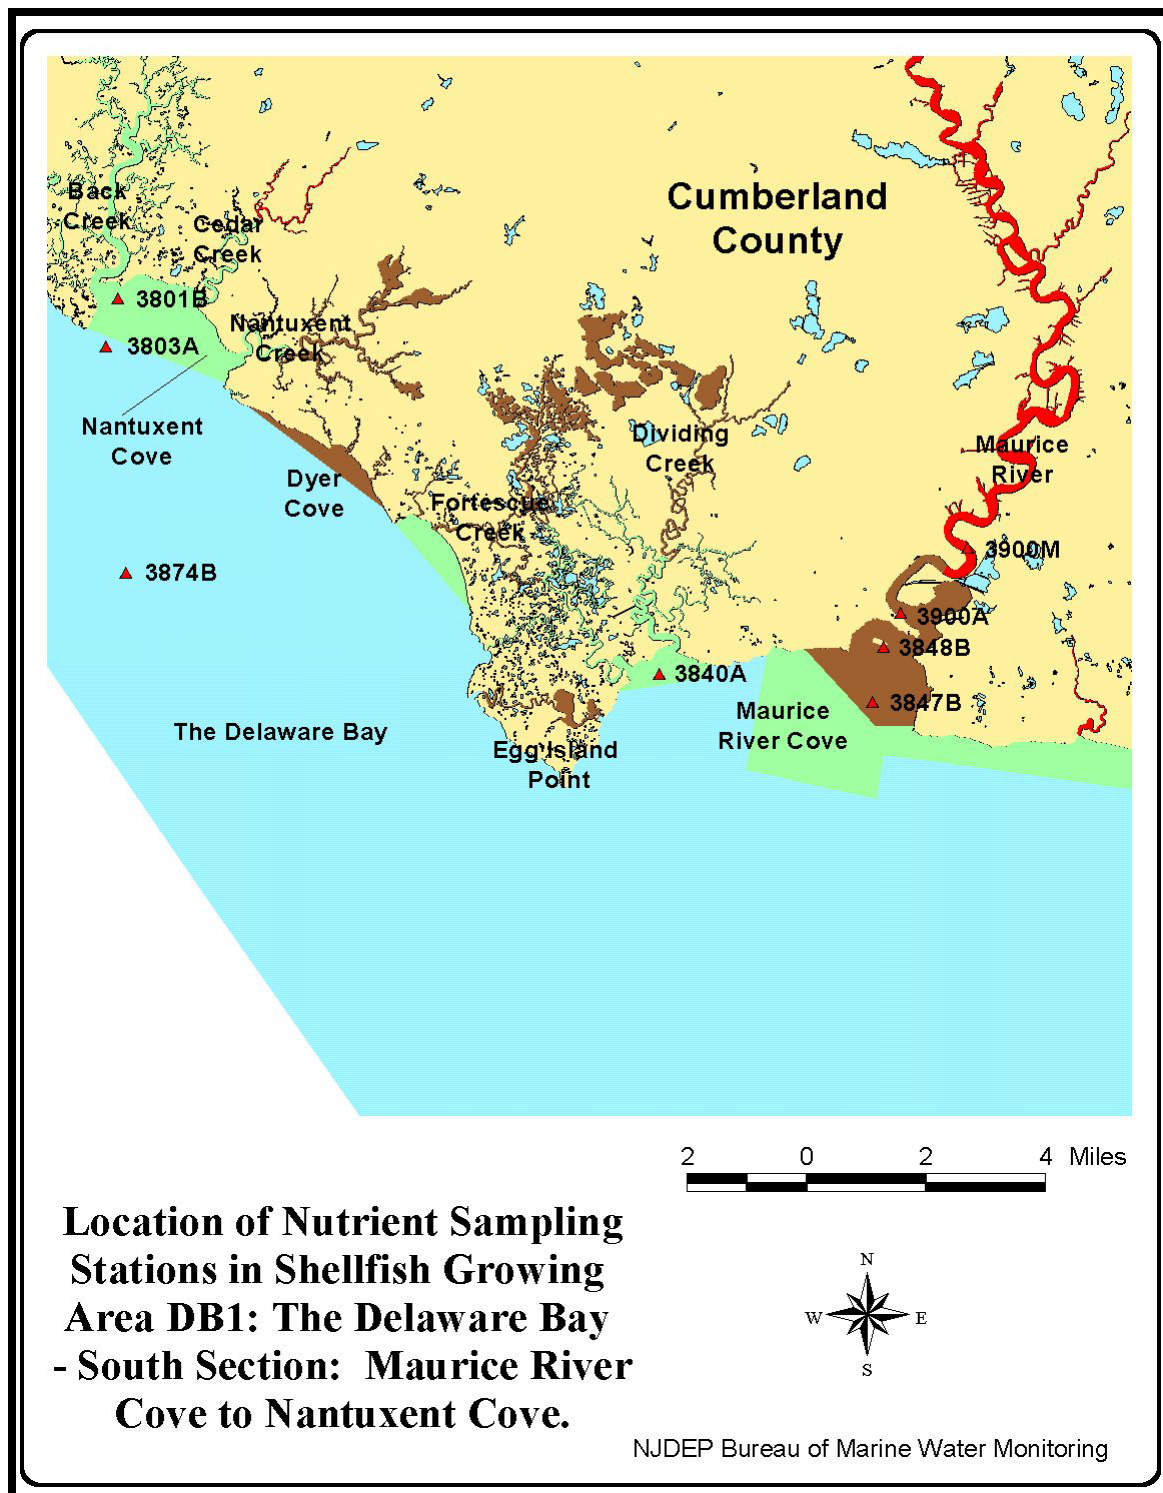 Cumberland
County
Back
Creek
Cedar
Creek
3801B
Nantuxent
Creek
3803A
Nantuxent
Cove
Dividing
Creek
Maurice
River
Dyer
Cove
Fortescue
Creek
3900M
3874B
3900A
3848B
3840A
3847B
Maurice
River Cove
The Delaware Bay
Egg Island
Point
2 0 2 4 Miles
Location of Nutrient Sampling
Stations in Shellfish Growing
Area DB1: The Delaware Bay
- South Section: Maurice River
Cove to Nantuxent Cove.
N
W E
S
NJDEP Bureau of Marine Water Monitoring